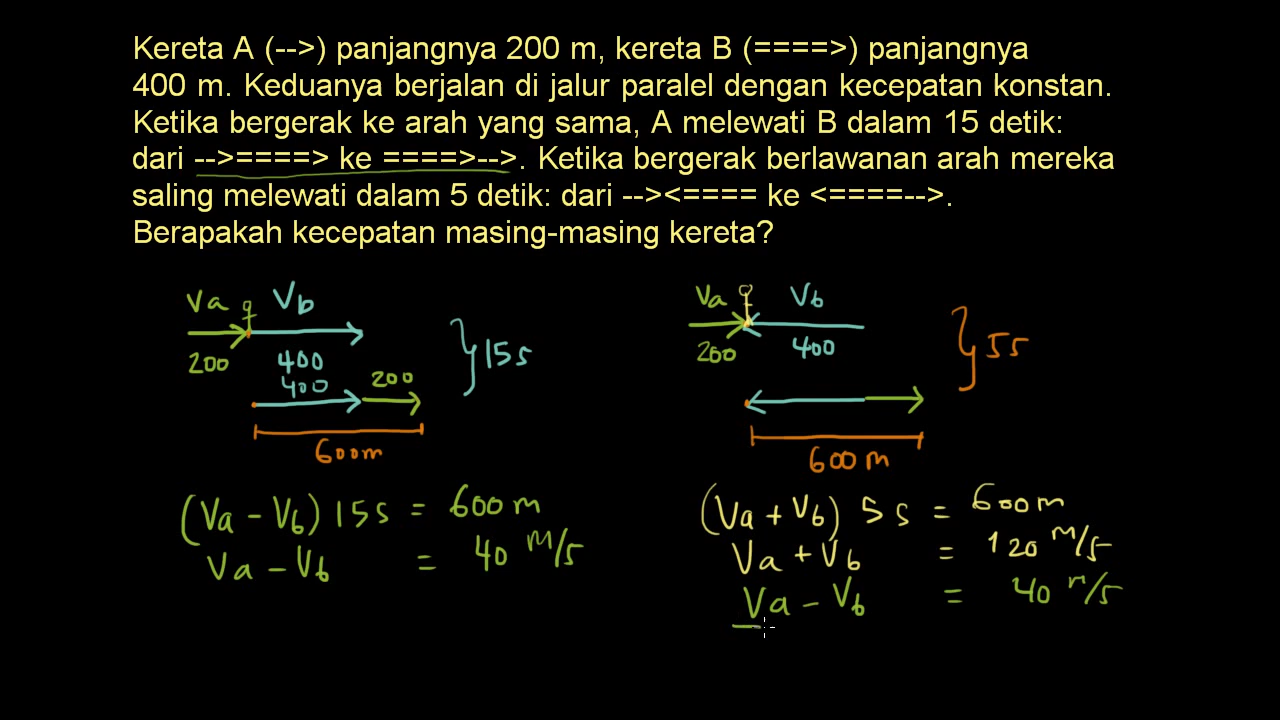 Kereta A (-->) panjangnya 200 m, kereta B (====>) panjangnya
400 m. Keduanya berjalan di jalur paralel dengan kecepatan konstan.
Ketika bergerak ke arah yang sama, A melewati B dalam 15 detik:
dari -->====> ke ====>-->. Ketika bergerak berlawanan arah mereka
saling melewati dalam 5 detik: dari --><==== ke <====-->.
Berapakah kecepatan masing-masing kereta?
Va Vb
200 400
400 200
15s
600m
(Va - Vb) 15s = 600m
Va - Vb = 40 m/s
Va Vb
200 400
5s
600m
(Va + Vb) 5s = 600m
Va + Vb = 120 m/s
Va - Vb = 40 m/s